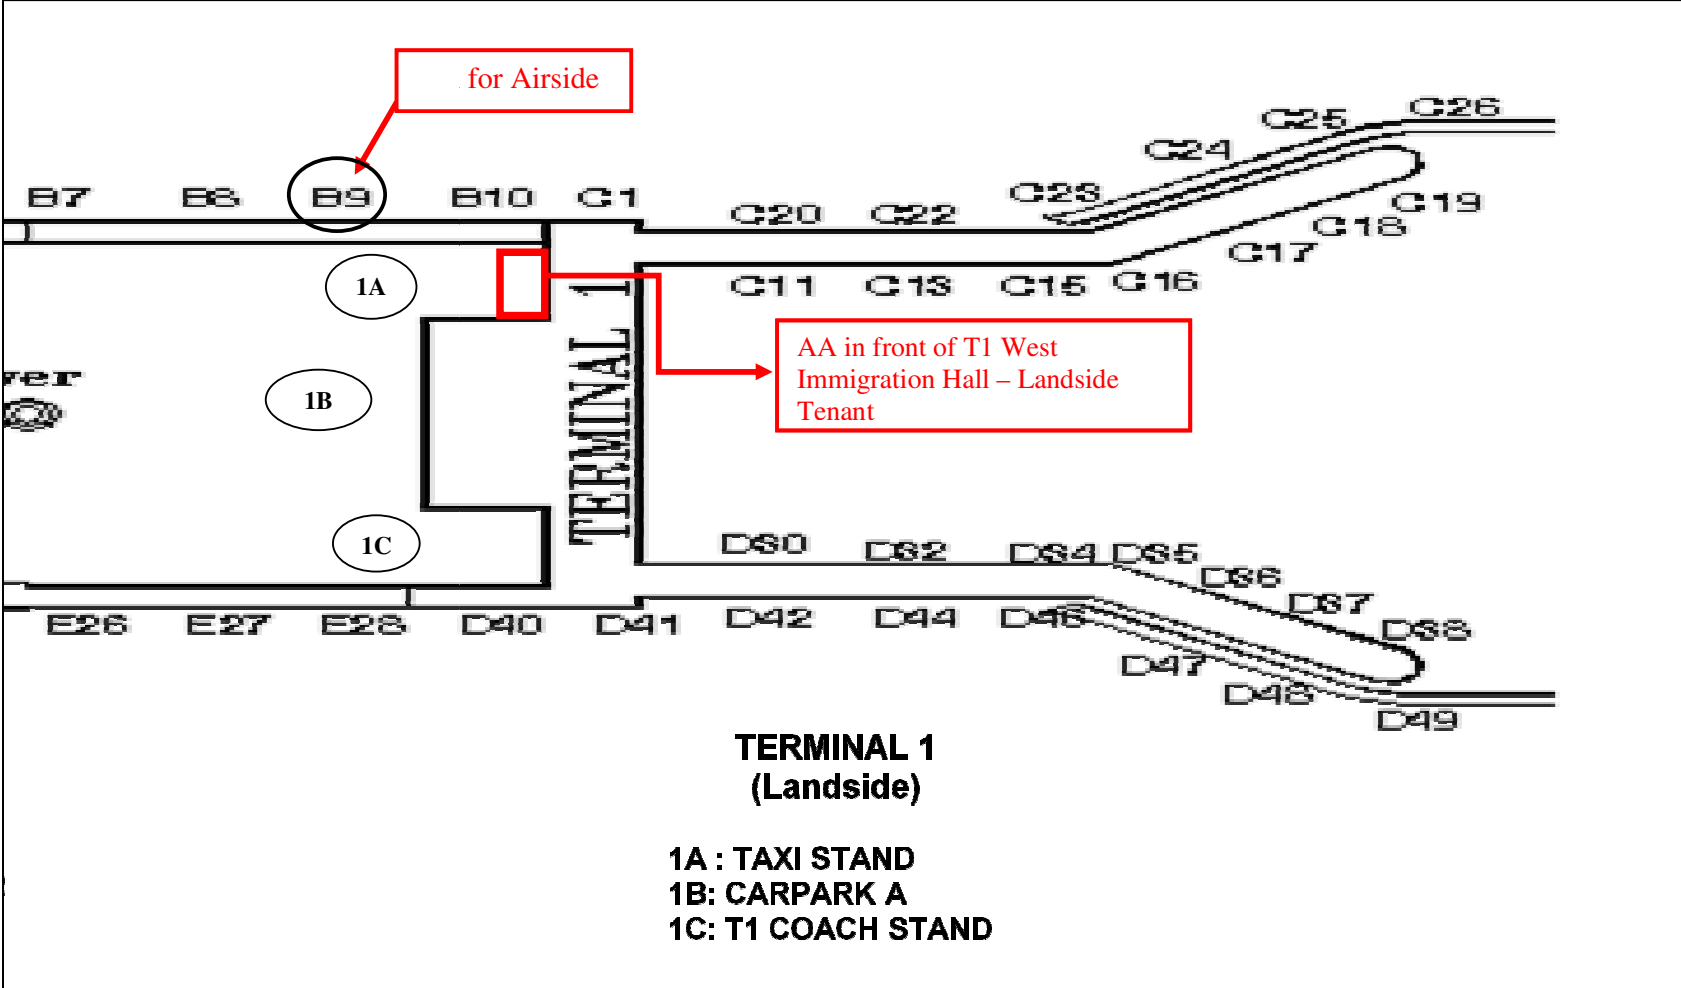 for Airside
C26
C25
C24
B7 B8 B9 B10 C1
C23
C20 C22
C19
C18
C17
1A
C11 C13 C15 C16
TERMINAL 1
AA in front of T1 West
Immigration Hall – Landside
Tenant
ver
1B
1C
D30 D32 D34 D35
D36
D37
D38
E26 E27 E28 D40 D41 D42 D44 D46
D47
D48
D49
TERMINAL 1
(Landside)
1A : TAXI STAND
1B: CARPARK A
1C: T1 COACH STAND